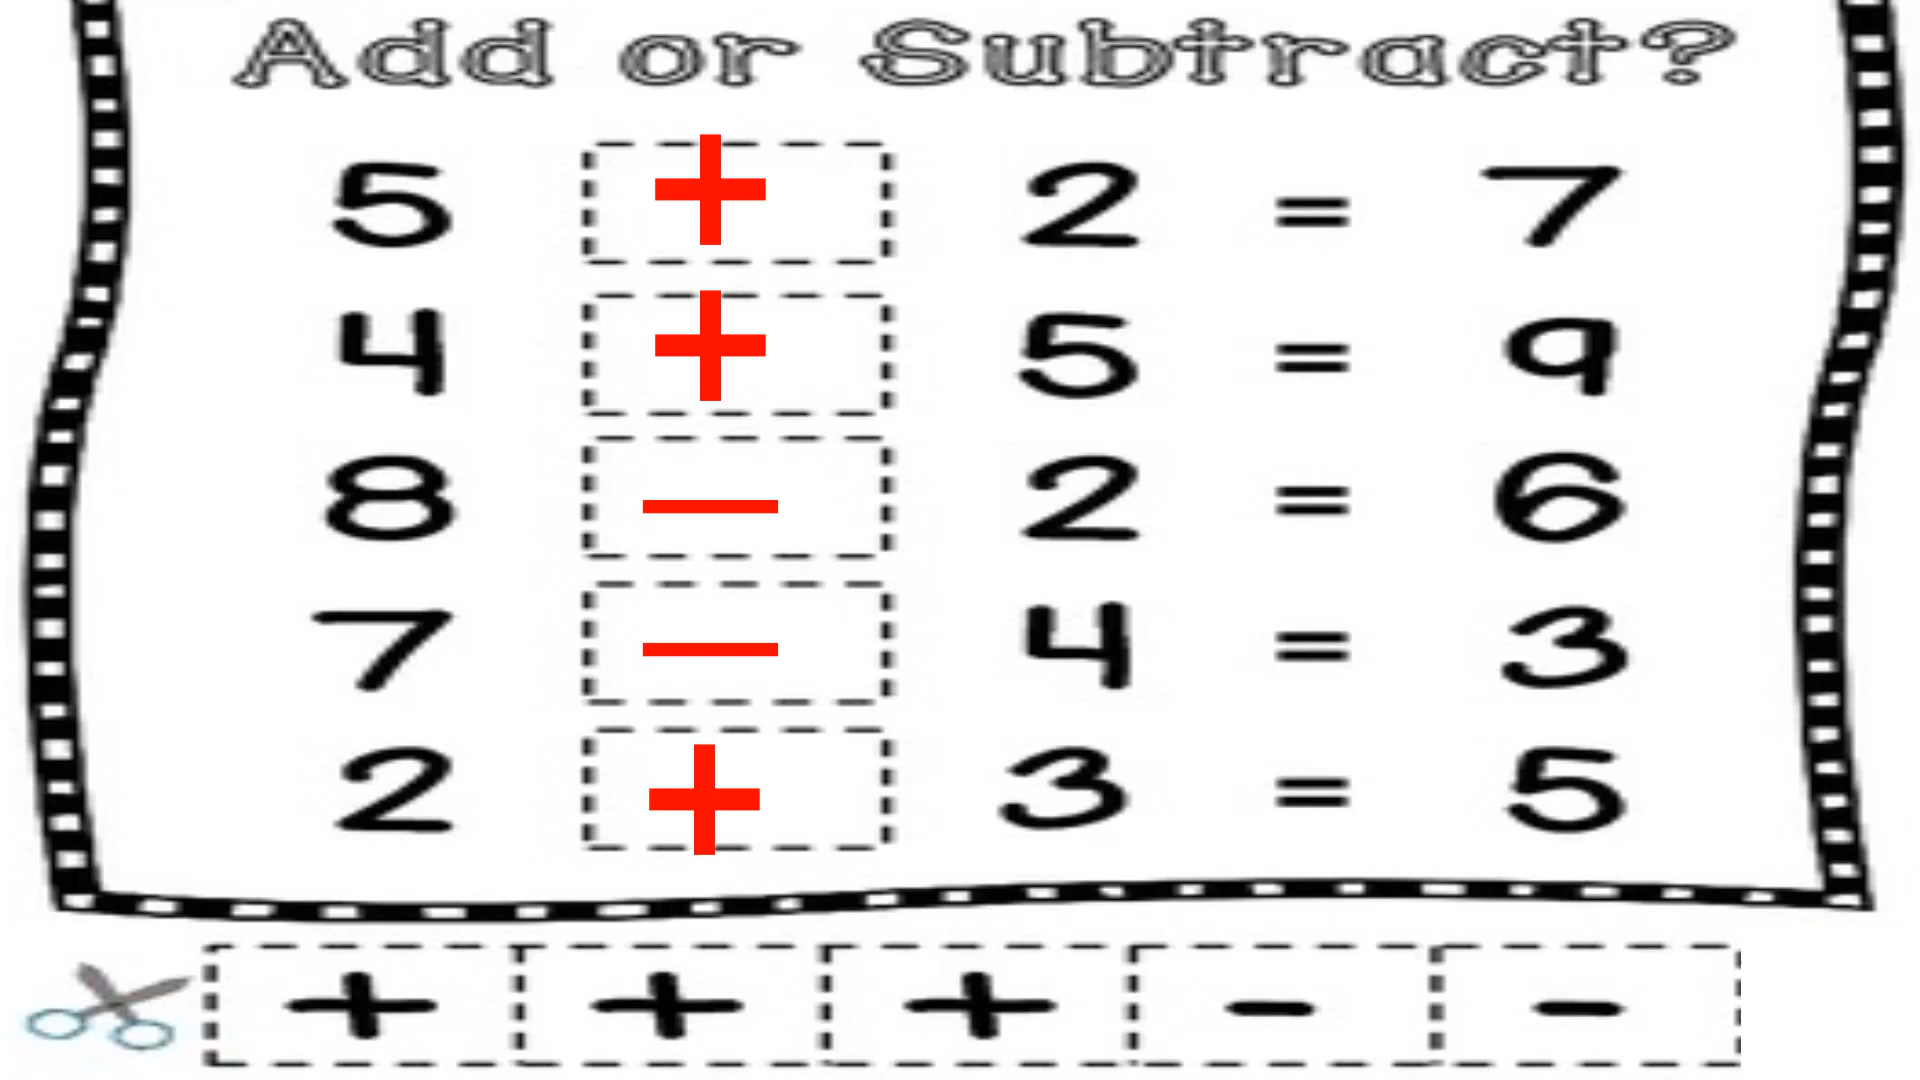 Add or Subtract?
5 + 2 = 7
4 + 5 = 9
8 — 2 = 6
7 — 4 = 3
2 + 3 = 5
+ + + - -